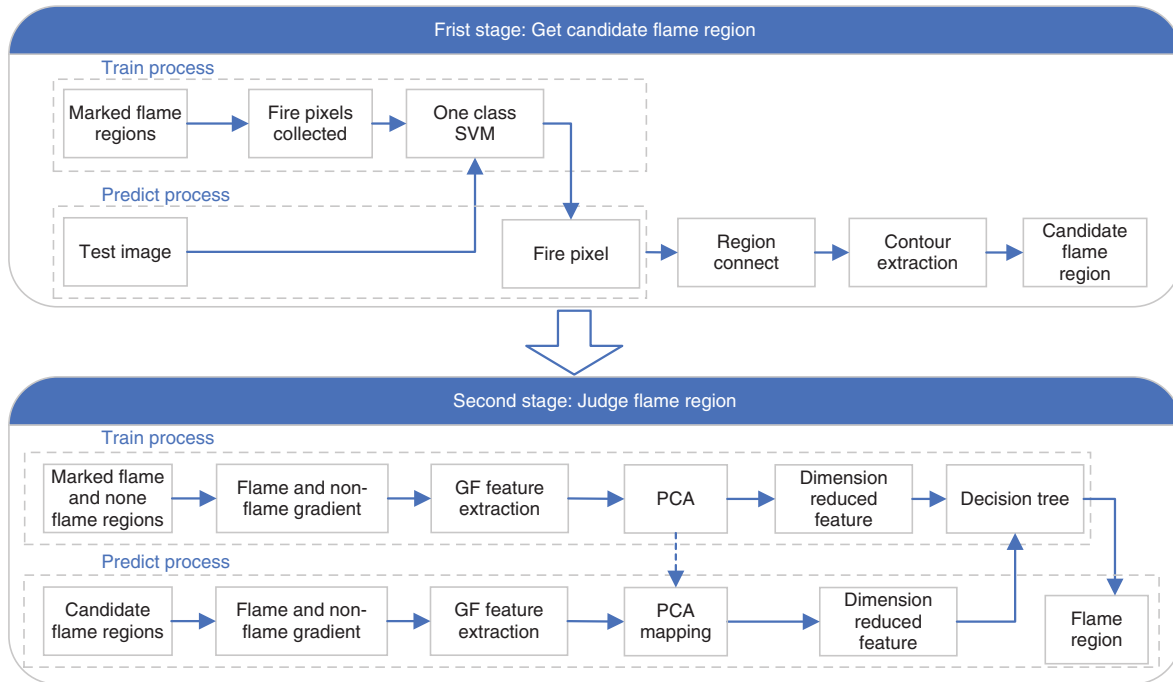 Frist stage: Get candidate flame region
Train process
Marked flame
regions
Fire pixels
collected
One class
SVM
Predict process
Test image
Fire pixel
Region
connect
Contour
extraction
Candidate
flame
region
Second stage: Judge flame region
Train process
Marked flame
and none
flame regions
Flame and non-
flame gradient
GF feature
extraction
PCA
Dimension
reduced
feature
Decision tree
Predict process
Candidate
flame regions
Flame and non-
flame gradient
GF feature
extraction
PCA
mapping
Dimension
reduced
feature
Flame
region